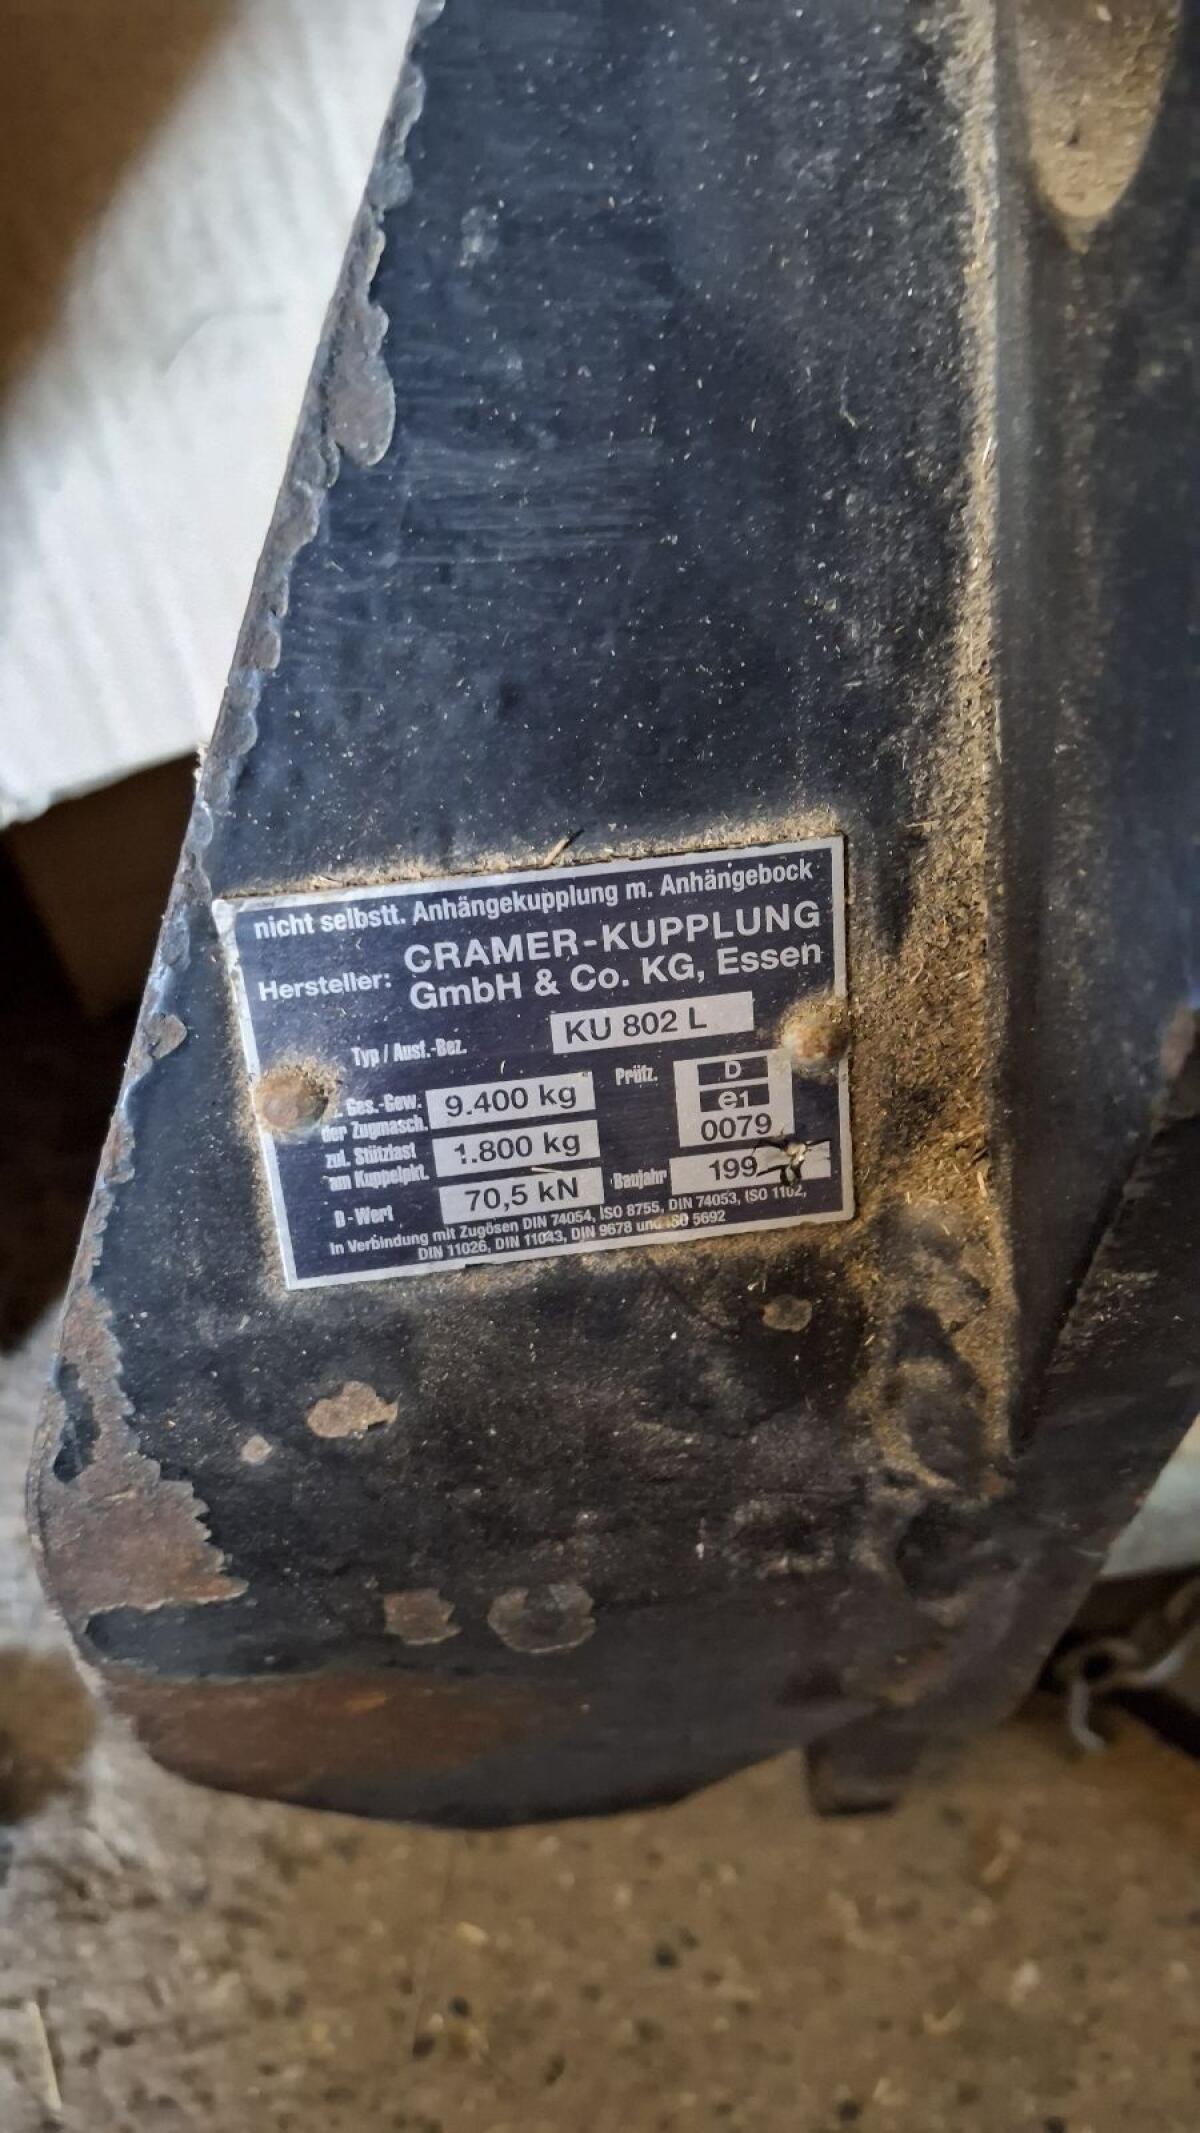 nicht selbstt. Anhängekupplung m. Anhängebock
Hersteller: CRAMER-KUPPLUNG
GmbH & Co. KG, Essen
Typ / Ausf.-Bez. KU 802 L
Ges.-Gew. der Zugmasch. 9.400 kg
Prüfz. D
e1
0079
zul. Stützlast am Kuppelpkt. 1.800 kg
D-Wert 70,5 kN
Baujahr 199
In Verbindung mit Zugösen DIN 74054, ISO 8755, DIN 74053, ISO 1102,
DIN 11026, DIN 11043, DIN 9678 und ISO 5692